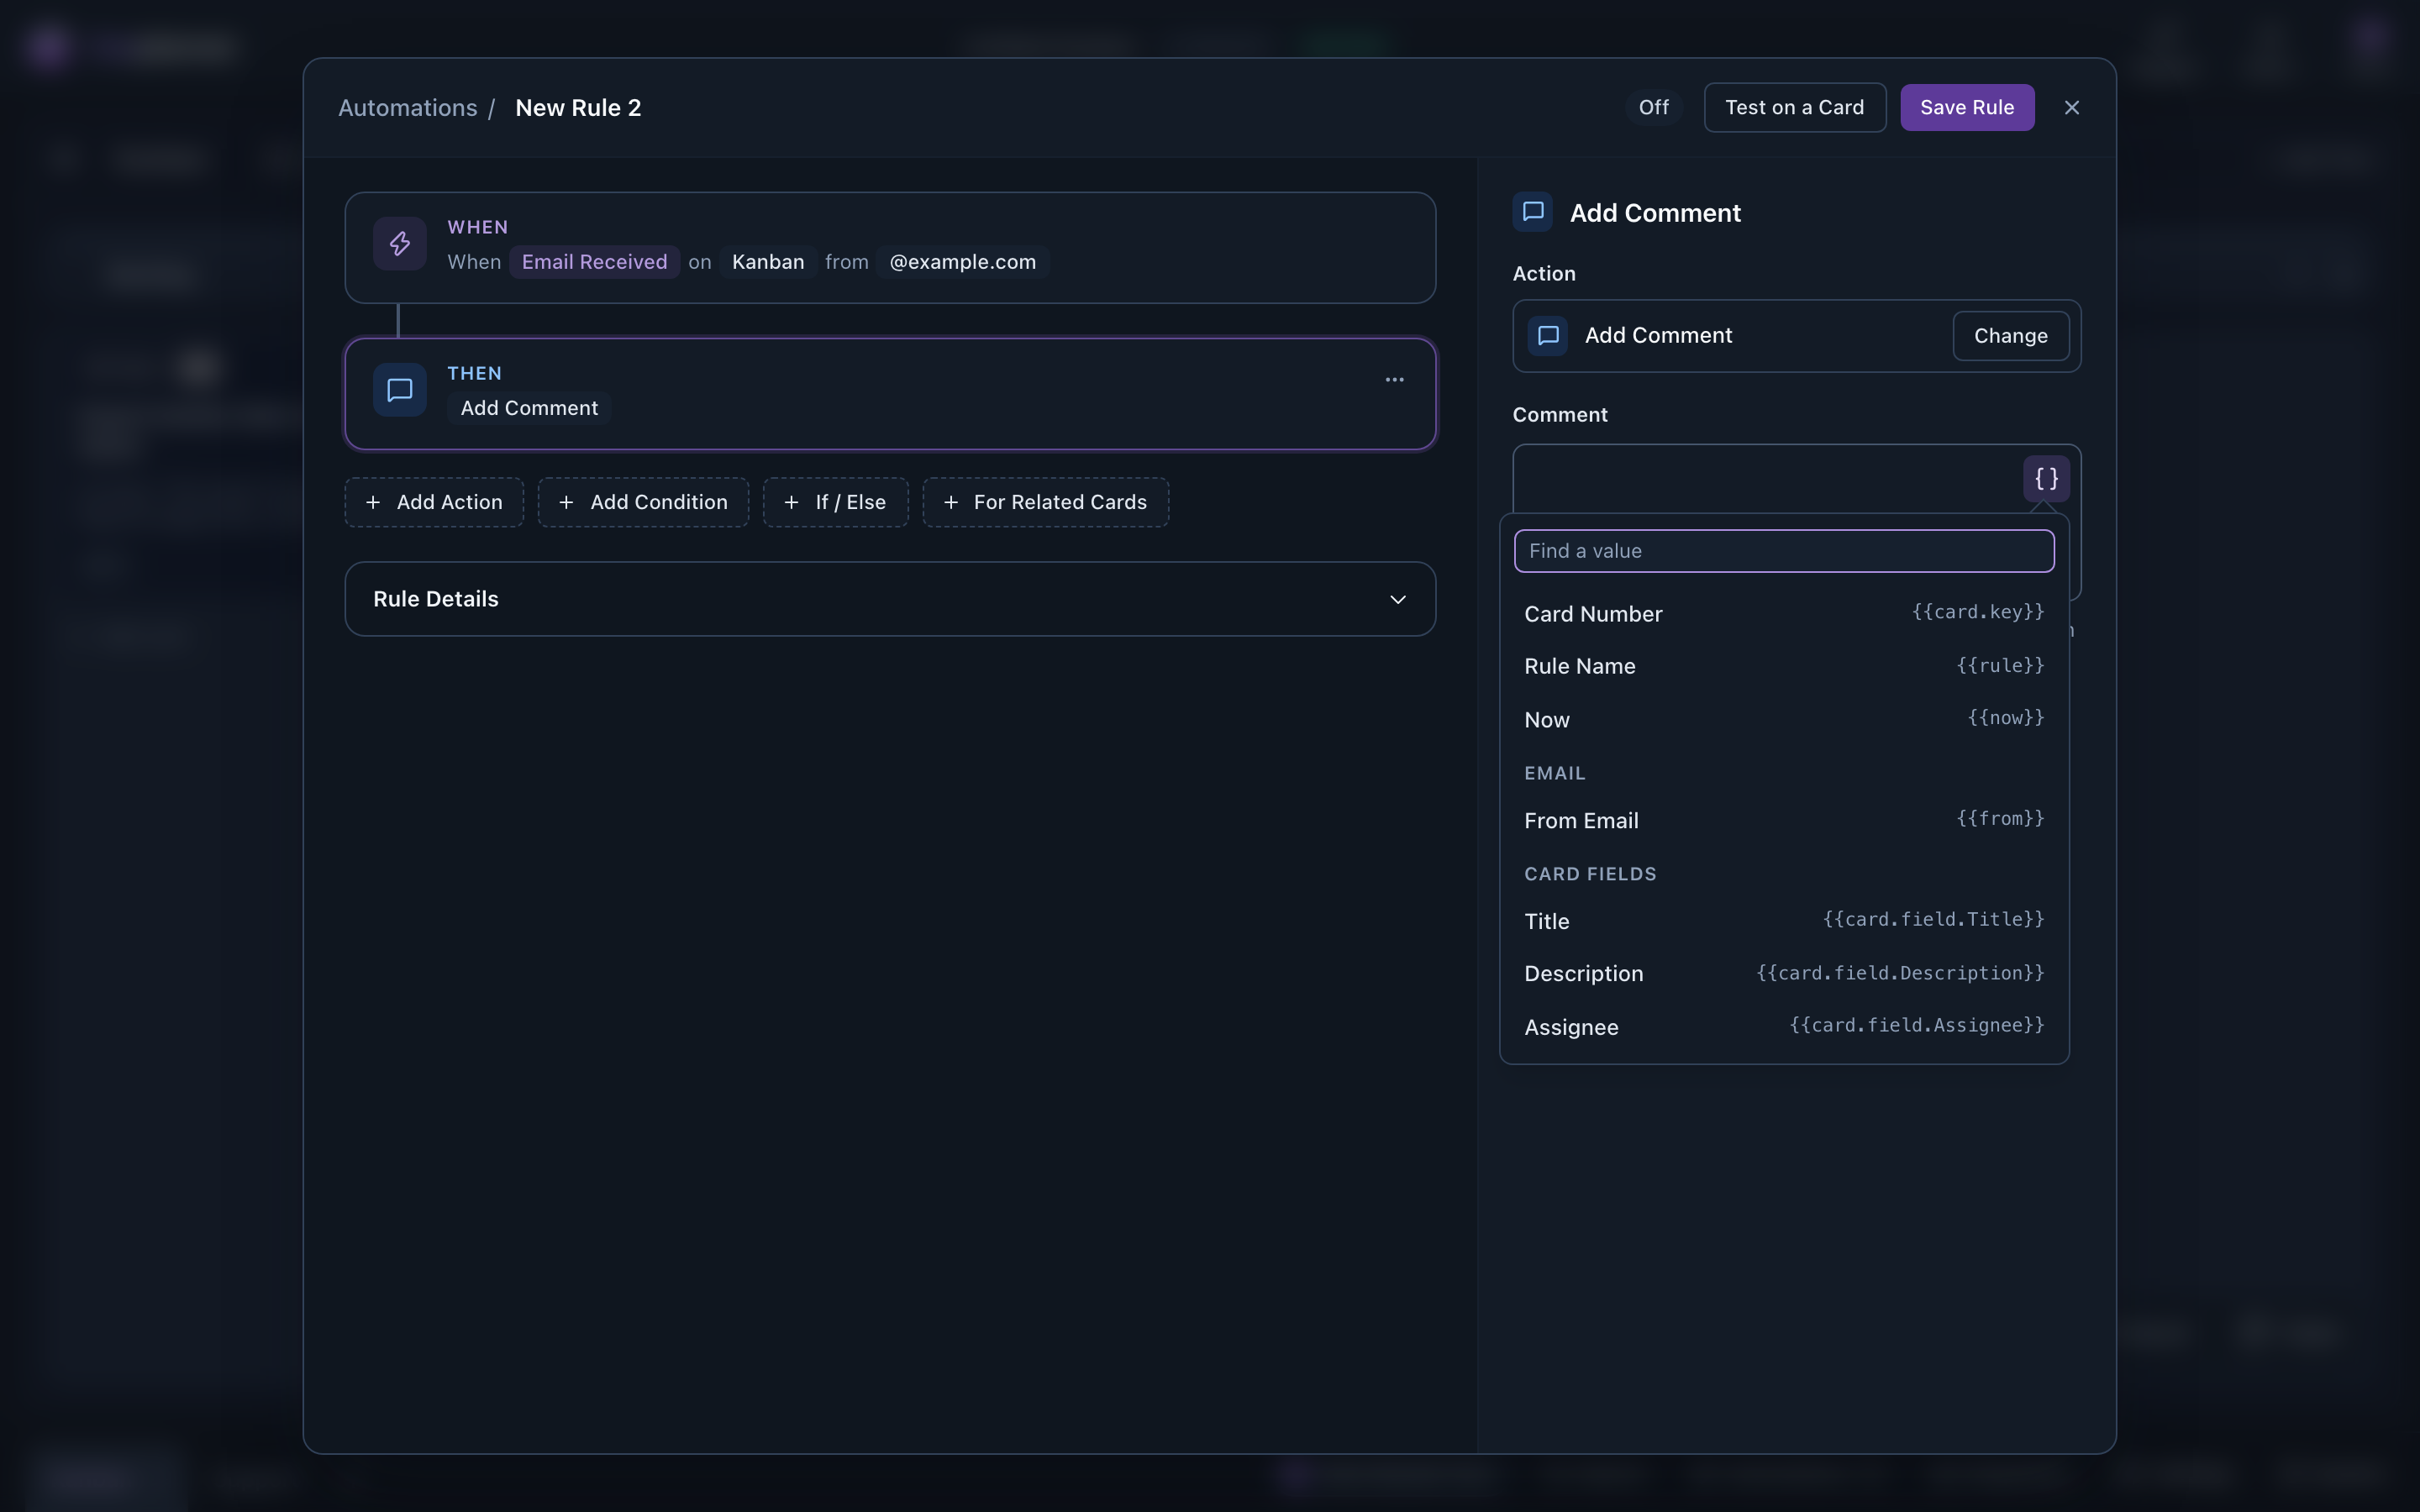 Automations / New Rule 2
Off
Test on a Card
Save Rule
WHEN
When Email Received on Kanban from @example.com
THEN
Add Comment
+ Add Action
+ Add Condition
+ If / Else
+ For Related Cards
Rule Details
Add Comment
Action
Add Comment
Change
Comment
{}
Find a value
Card Number {{card.key}}
Rule Name {{rule}}
Now {{now}}
EMAIL
From Email {{from}}
CARD FIELDS
Title {{card.field.Title}}
Description {{card.field.Description}}
Assignee {{card.field.Assignee}}